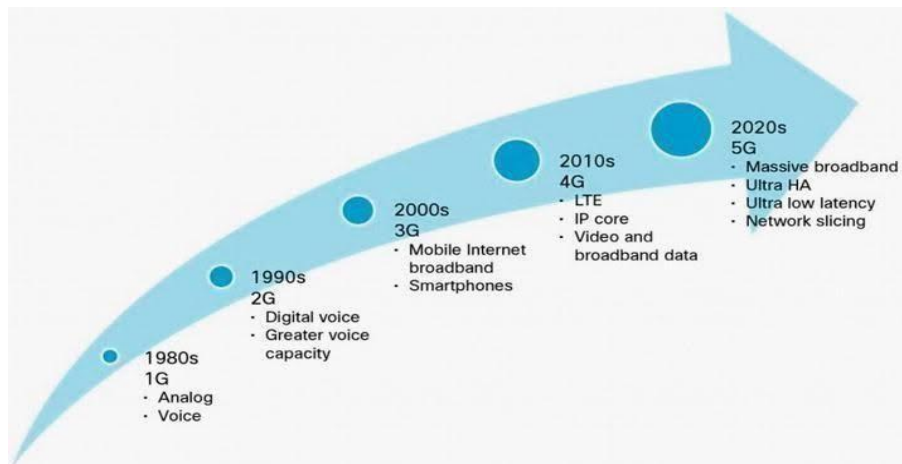 1980s
1G
· Analog
· Voice
1990s
2G
· Digital voice
· Greater voice
capacity
2000s
3G
· Mobile Internet
broadband
· Smartphones
2010s
4G
· LTE
· IP core
· Video and
broadband data
2020s
5G
· Massive broadband
· Ultra HA
· Ultra low latency
· Network slicing